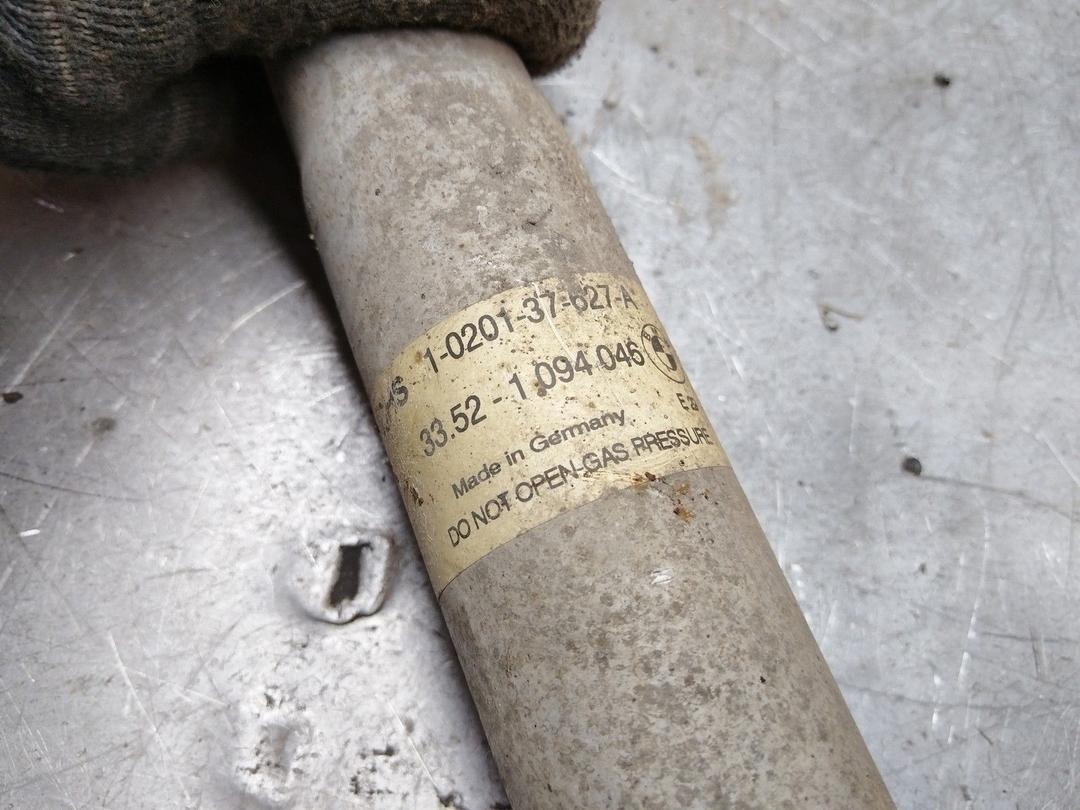 1-0201-37-627-A
33.52 - 1 094 046
Made in Germany
DO NOT OPEN-GAS PRESSURE